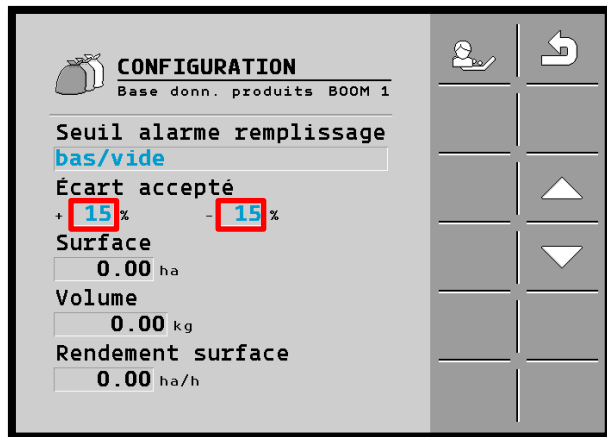 CONFIGURATION
Base donn. produits BOOM 1
Seuil alarme remplissage
bas/vide
Écart accepté
+ 15 % - 15 %
Surface
0.00 ha
Volume
0.00 kg
Rendement surface
0.00 ha/h